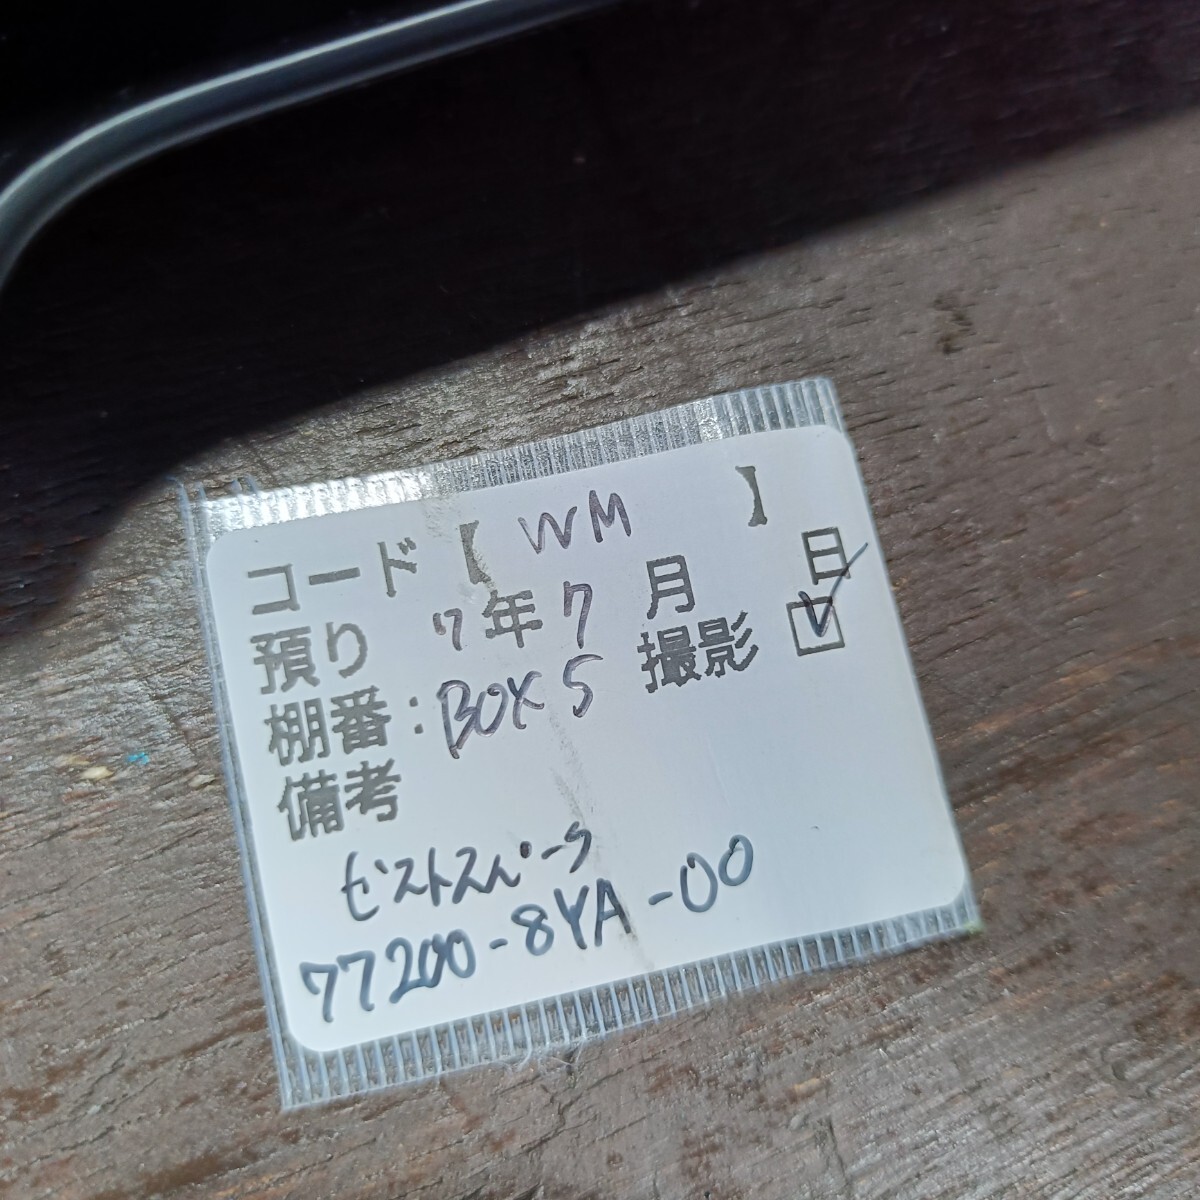 コード【 WM 】
預り 7年7月 日
棚番:BOX5 撮影 ☑
備考
ゼストスパーク
77200-8YA-00